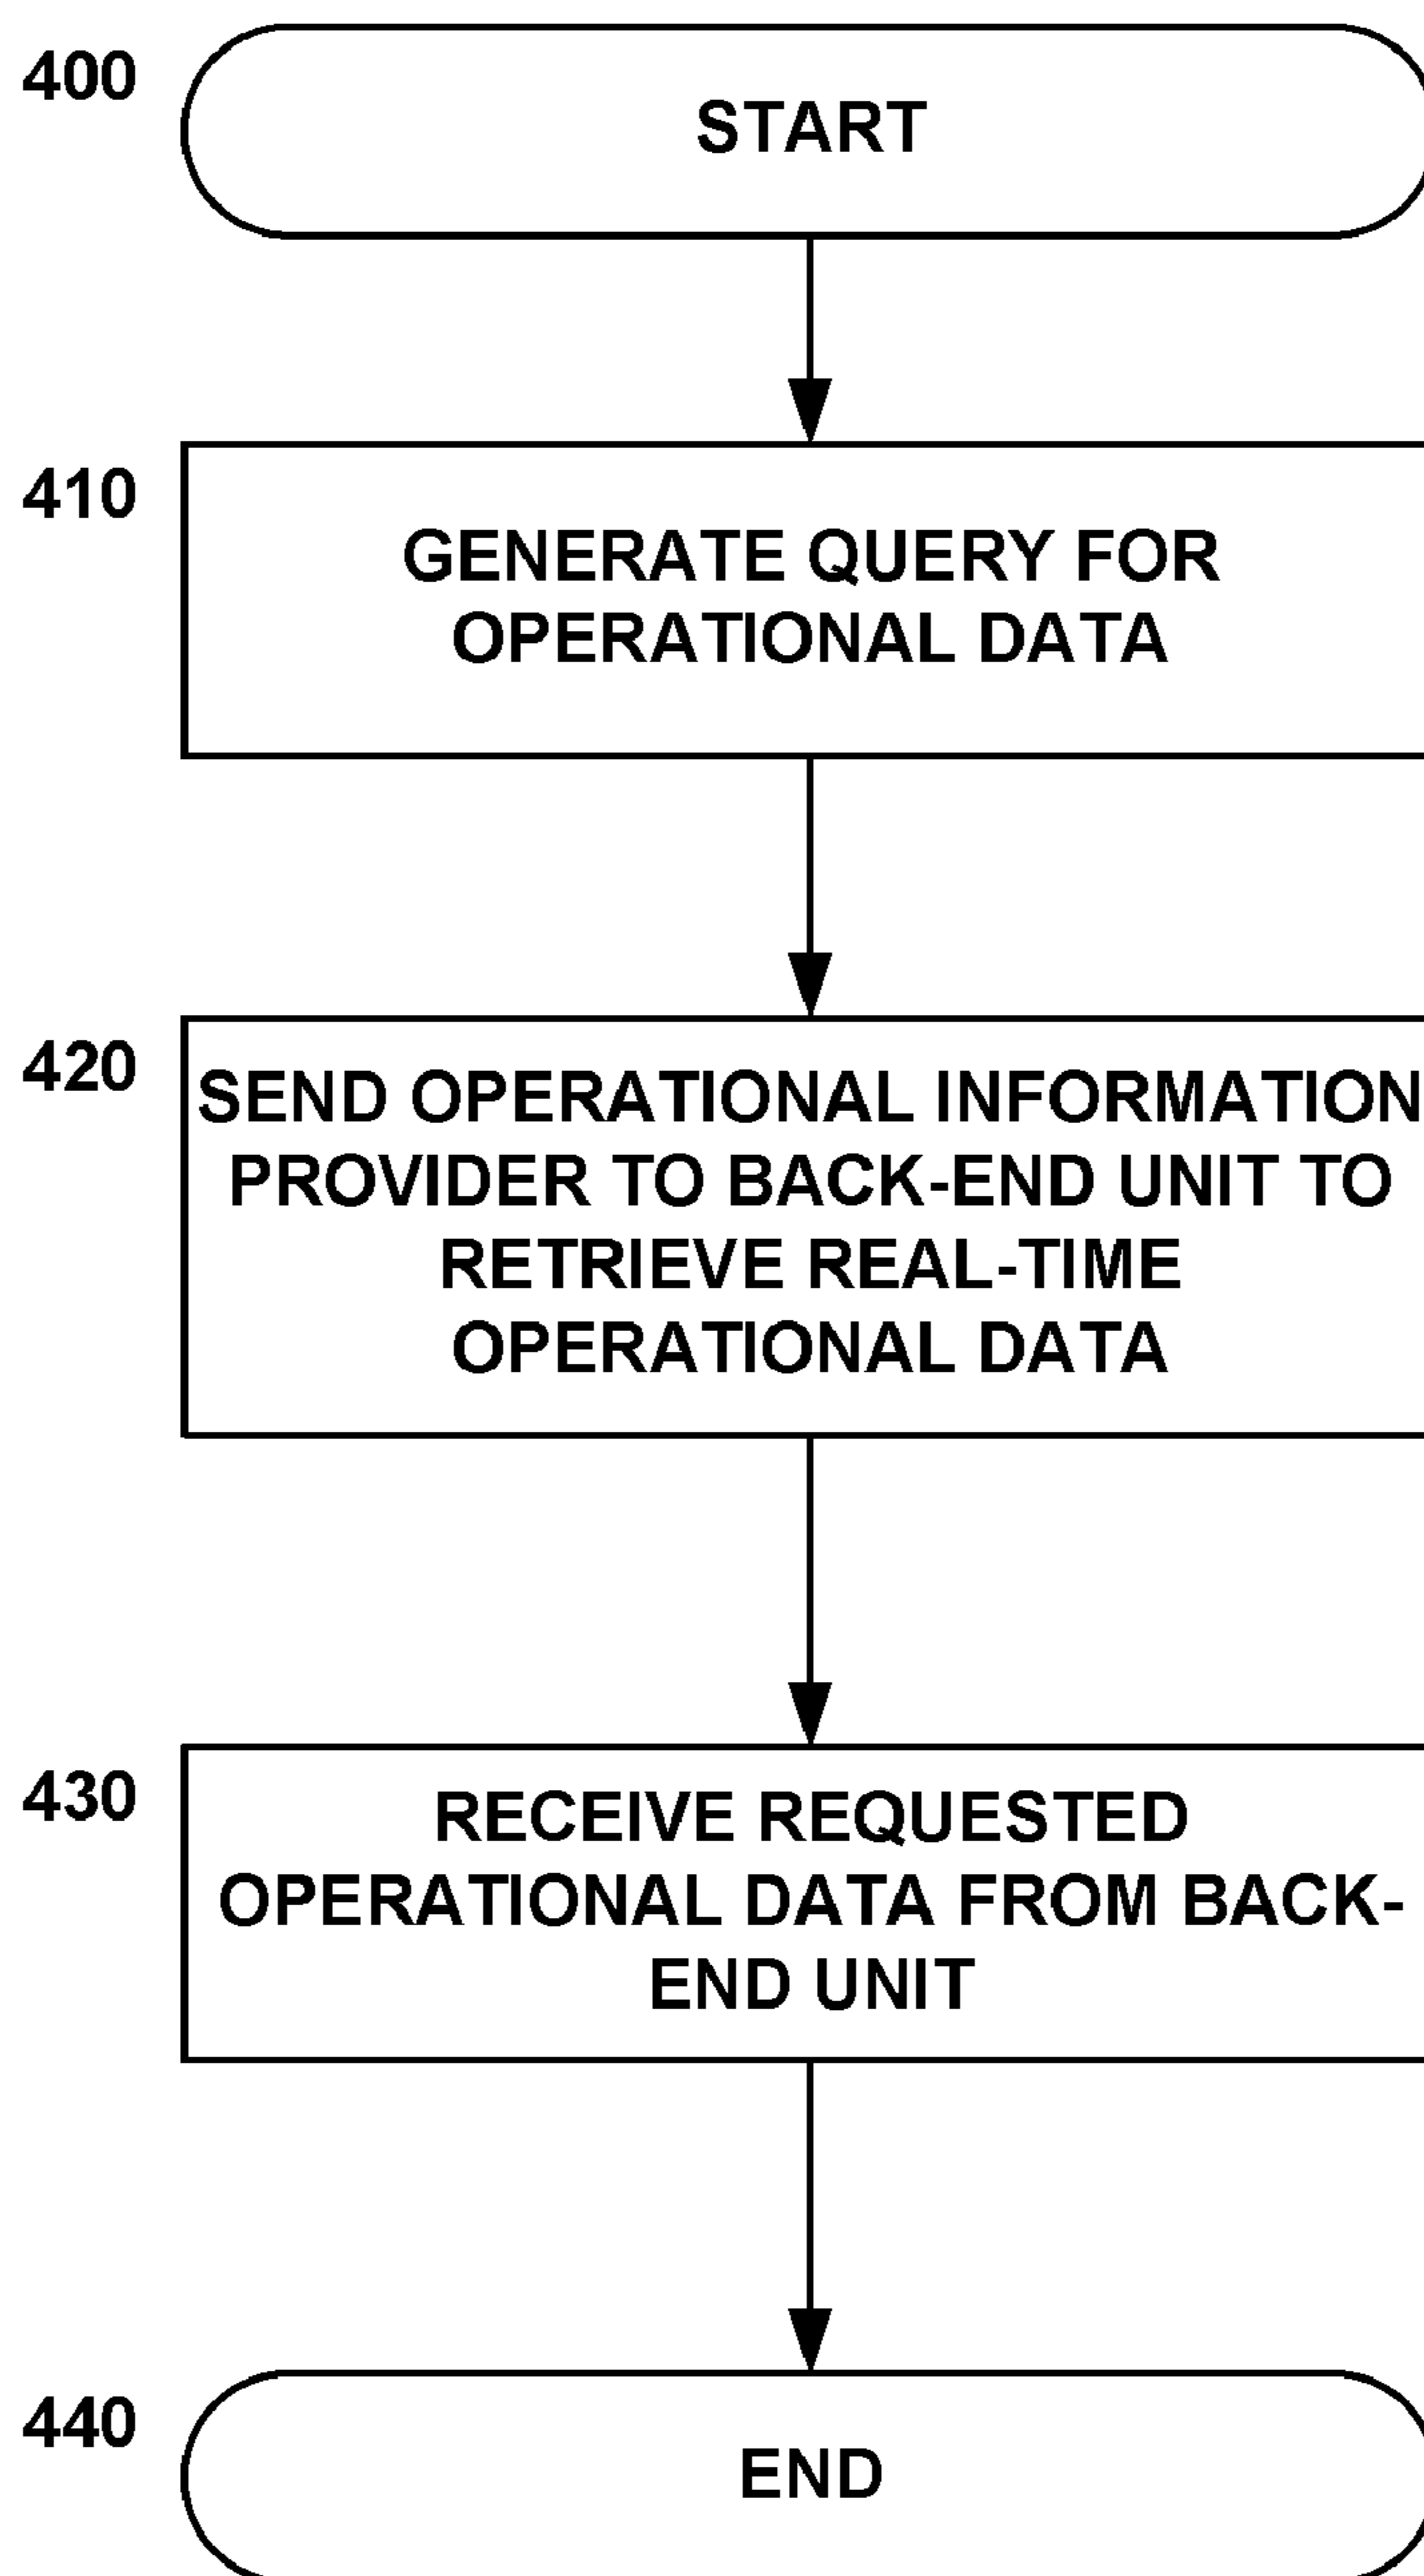 400
START
410
GENERATE QUERY FOR
OPERATIONAL DATA
420
SEND OPERATIONAL INFORMATION
PROVIDER TO BACK-END UNIT TO
RETRIEVE REAL-TIME
OPERATIONAL DATA
430
RECEIVE REQUESTED
OPERATIONAL DATA FROM BACK-
END UNIT
440
END